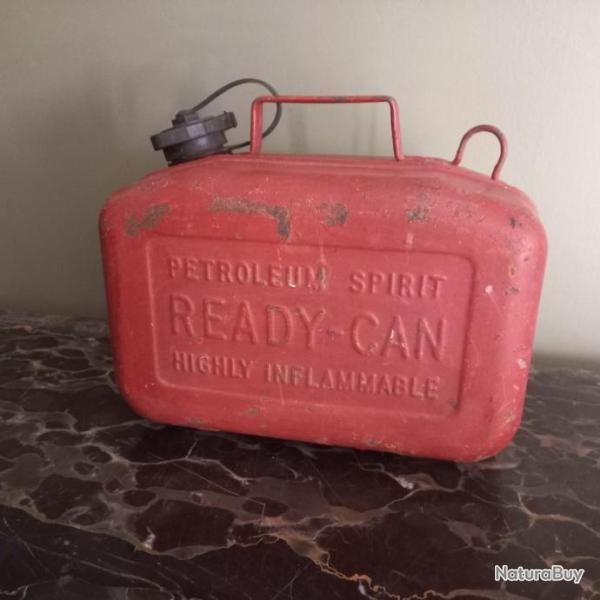 PETROLEUM SPIRIT
READY-CAN
HIGHLY INFLAMMABLE
NaturaBuy